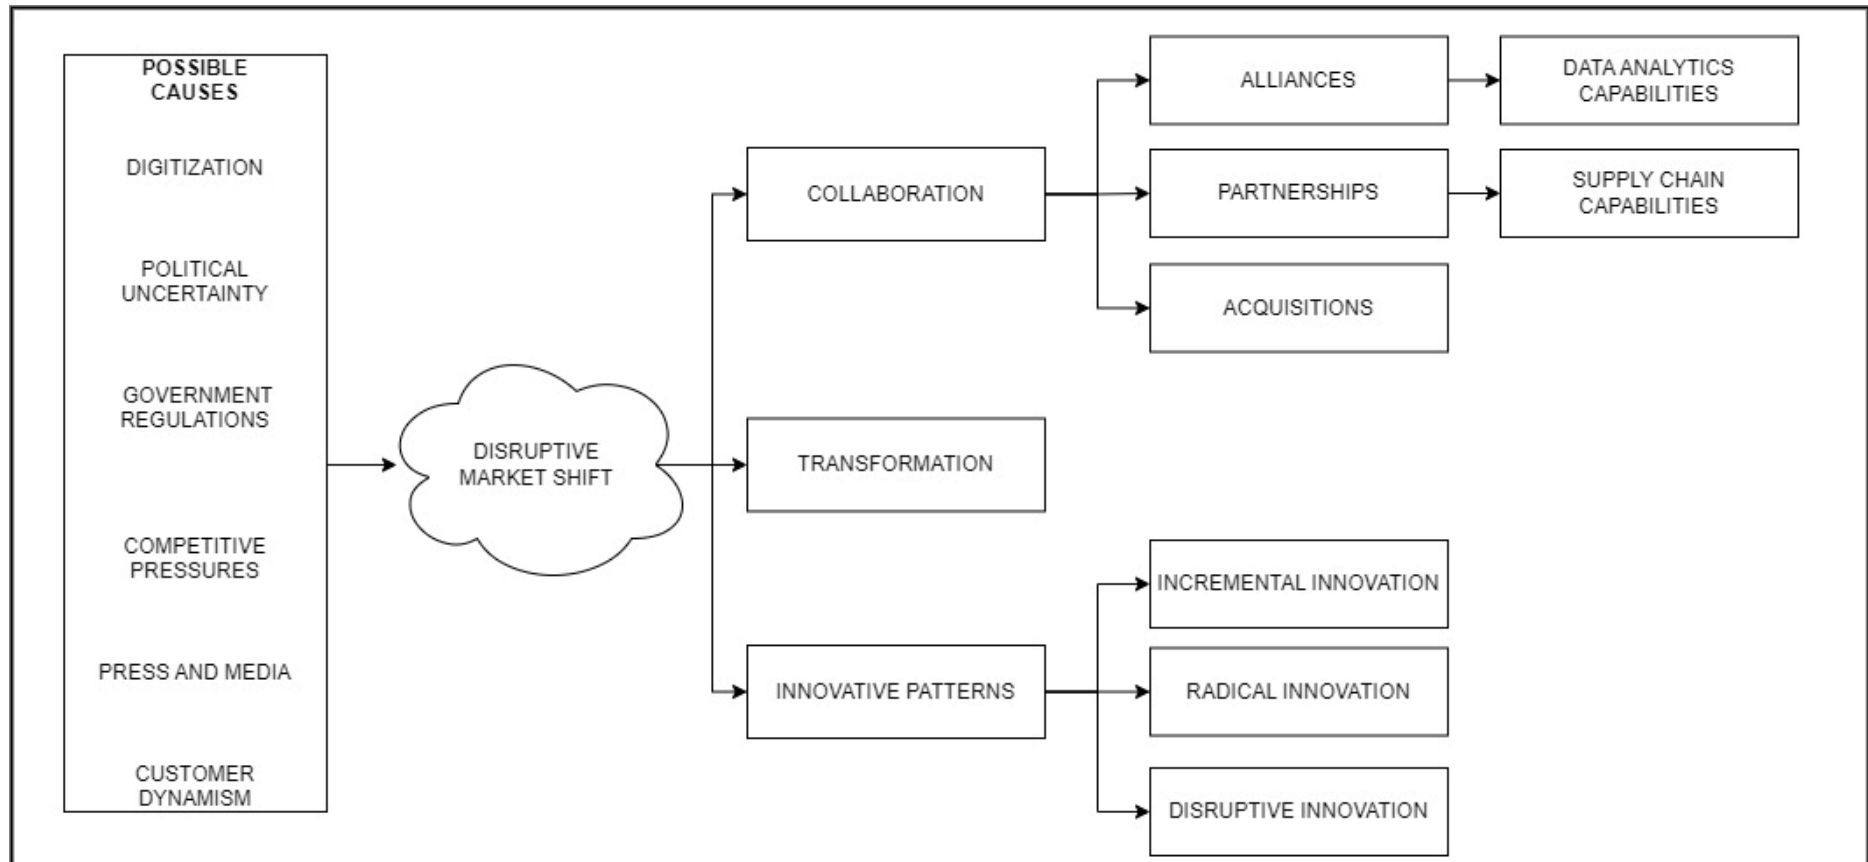 POSSIBLE
CAUSES
DIGITIZATION
POLITICAL
UNCERTAINTY
GOVERNMENT
REGULATIONS
COMPETITIVE
PRESSURES
PRESS AND MEDIA
CUSTOMER
DYNAMISM
DISRUPTIVE
MARKET SHIFT
COLLABORATION
TRANSFORMATION
INNOVATIVE PATTERNS
ALLIANCES
PARTNERSHIPS
ACQUISITIONS
INCREMENTAL INNOVATION
RADICAL INNOVATION
DISRUPTIVE INNOVATION
DATA ANALYTICS
CAPABILITIES
SUPPLY CHAIN
CAPABILITIES